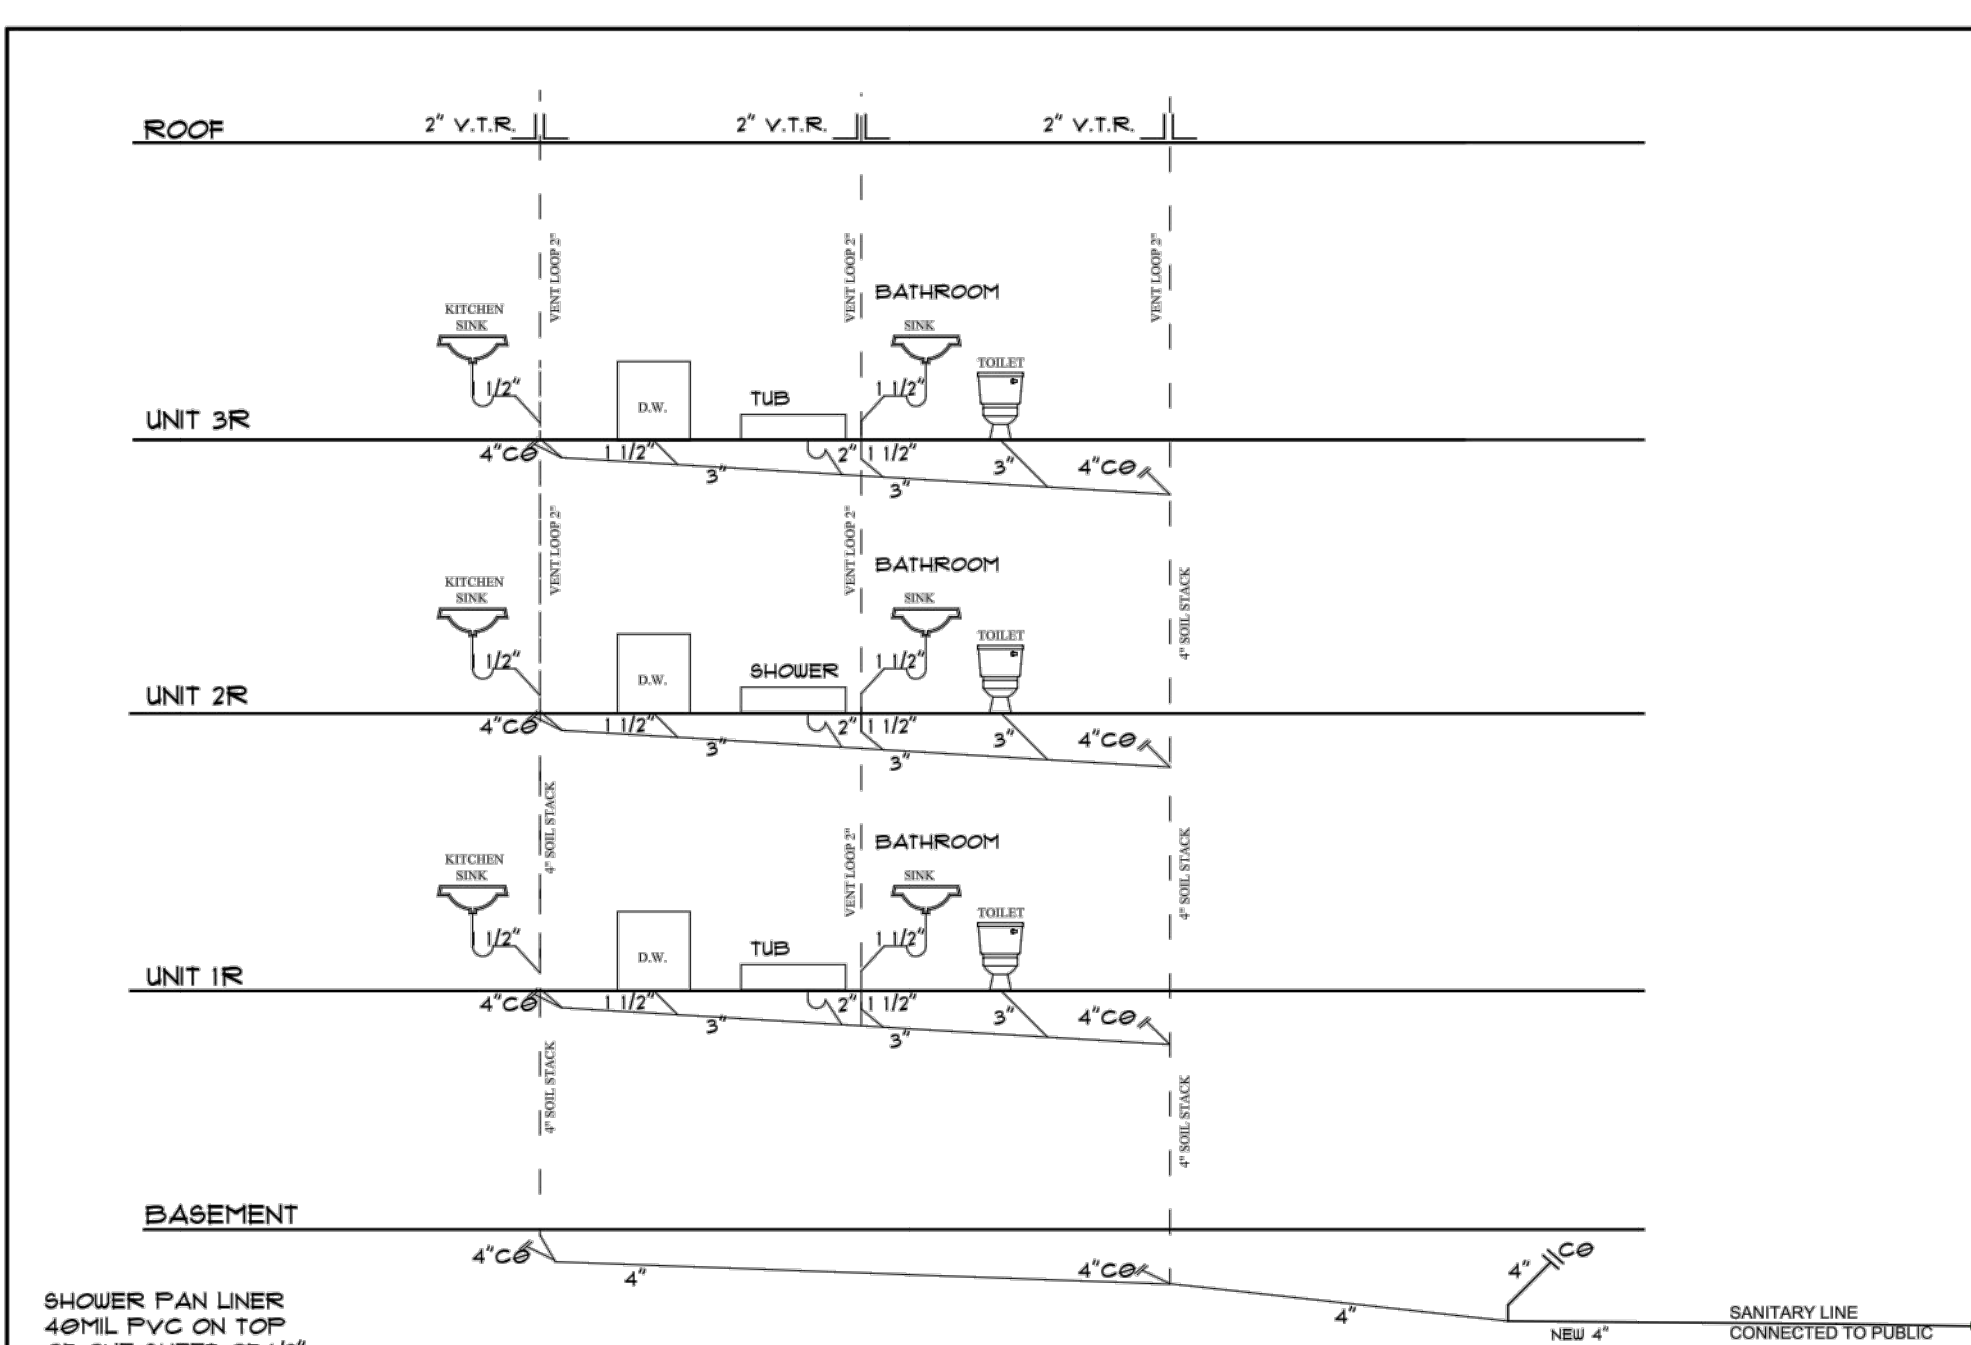 ROOF
2" V.T.R.
2" V.T.R.
2" V.T.R.
VENT LOOP 2"
VENT LOOP 2"
VENT LOOP 2"
BATHROOM
KITCHEN
SINK
SINK
TOILET
1 1/2"
D.W.
TUB
1 1/2"
UNIT 3R
4"CO
1 1/2"
3"
2"
1 1/2"
3"
3"
4"CO
VENT LOOP 2"
VENT LOOP 2"
4" SOIL STACK
BATHROOM
KITCHEN
SINK
SINK
TOILET
1 1/2"
D.W.
SHOWER
1 1/2"
UNIT 2R
4"CO
1 1/2"
3"
2"
1 1/2"
3"
3"
4"CO
4" SOIL STACK
VENT LOOP 2"
4" SOIL STACK
BATHROOM
KITCHEN
SINK
SINK
TOILET
1 1/2"
D.W.
TUB
1 1/2"
UNIT 1R
4"CO
1 1/2"
3"
2"
1 1/2"
3"
3"
4"CO
4" SOIL STACK
4" SOIL STACK
BASEMENT
4"CO
4"
4"CO
4"
4"
CO
NEW 4"
SANITARY LINE
CONNECTED TO PUBLIC
SHOWER PAN LINER
40MIL PVC ON TOP